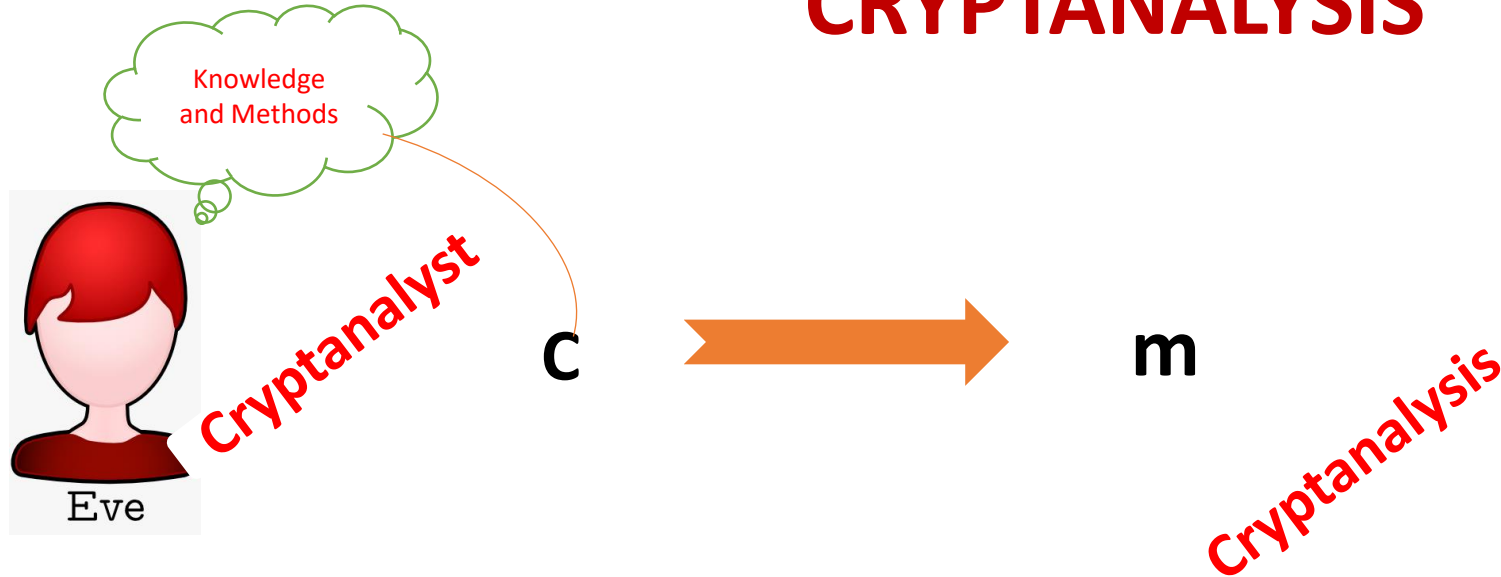 CRYPTANALYSIS
Knowledge
and Methods
Cryptanalyst
C
m
Cryptanalysis
Eve